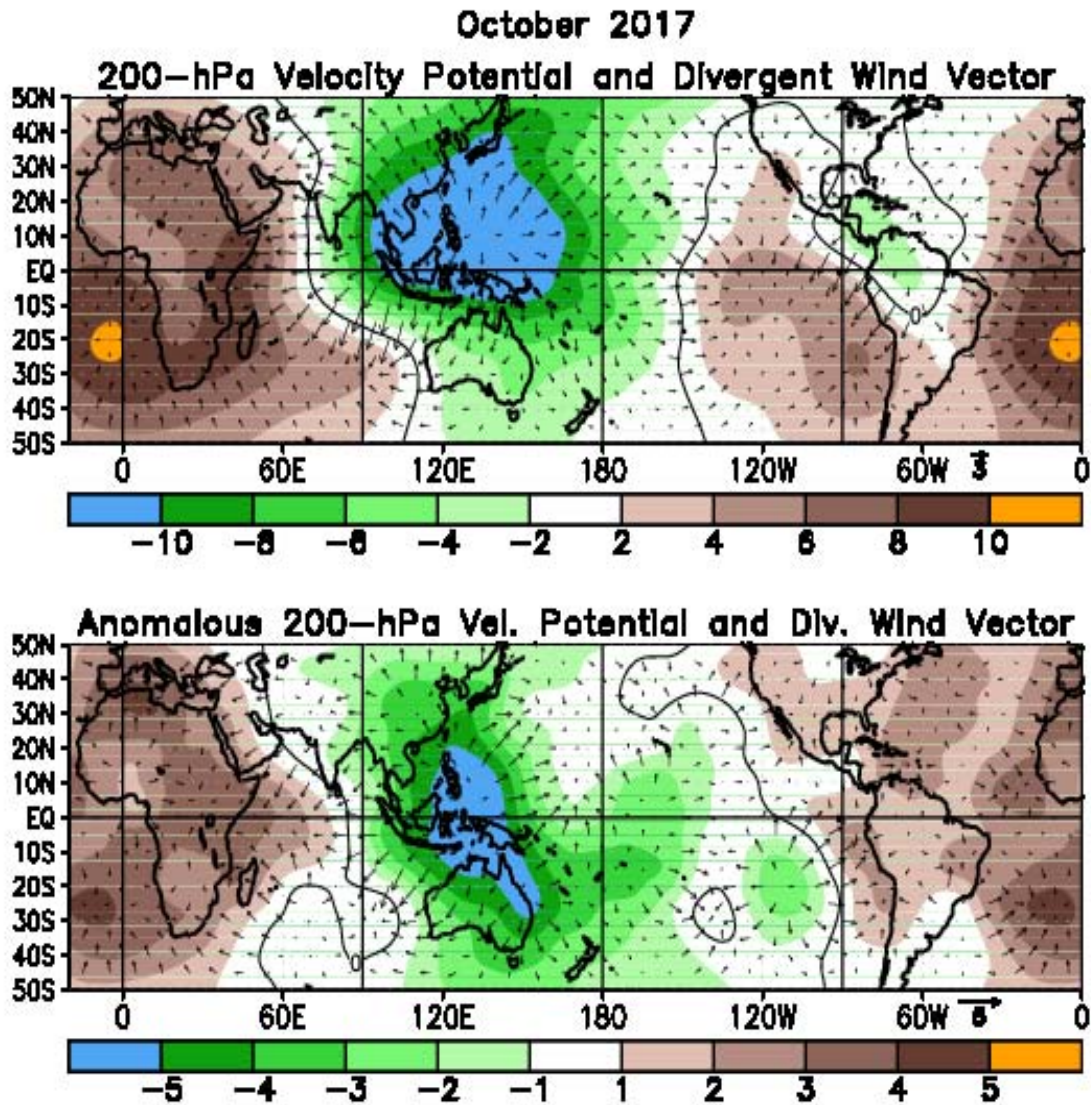 October 2017
200-hPa Velocity Potential and Divergent Wind Vector
50N
40N
30N
20N
10N
EQ
10S
20S
30S
40S
50S
0
0 60E 120E 180 120W 60W 3 0
-10 -8 -6 -4 -2 2 4 6 8 10
Anomalous 200-hPa Vel. Potential and Div. Wind Vector
50N
40N
30N
20N
10N
EQ
10S
20S
30S
40S
50S
0
0 60E 120E 180 120W 60W 0
-5 -4 -3 -2 -1 1 2 3 4 5